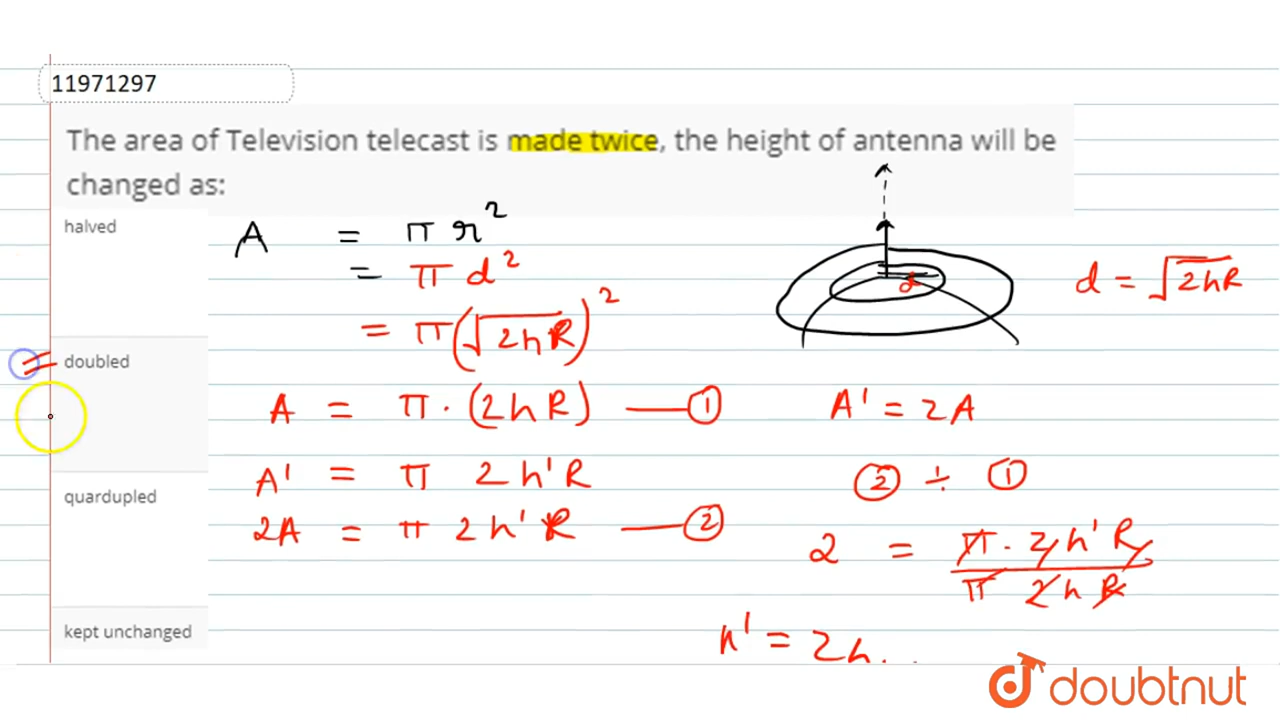 11971297
The area of Television telecast is made twice, the height of antenna will be
changed as:
halved
A = π r²
= π d²
d
d = √2hR
= π(√2hR)²
= doubled
A = π · (2hR) — ①
A' = 2A
A' = π 2h'R
② ÷ ①
quardupled
2A = π 2h'R — ②
2 = π · 2h'R / π 2hR
kept unchanged
h' = 2h.
doubtnut